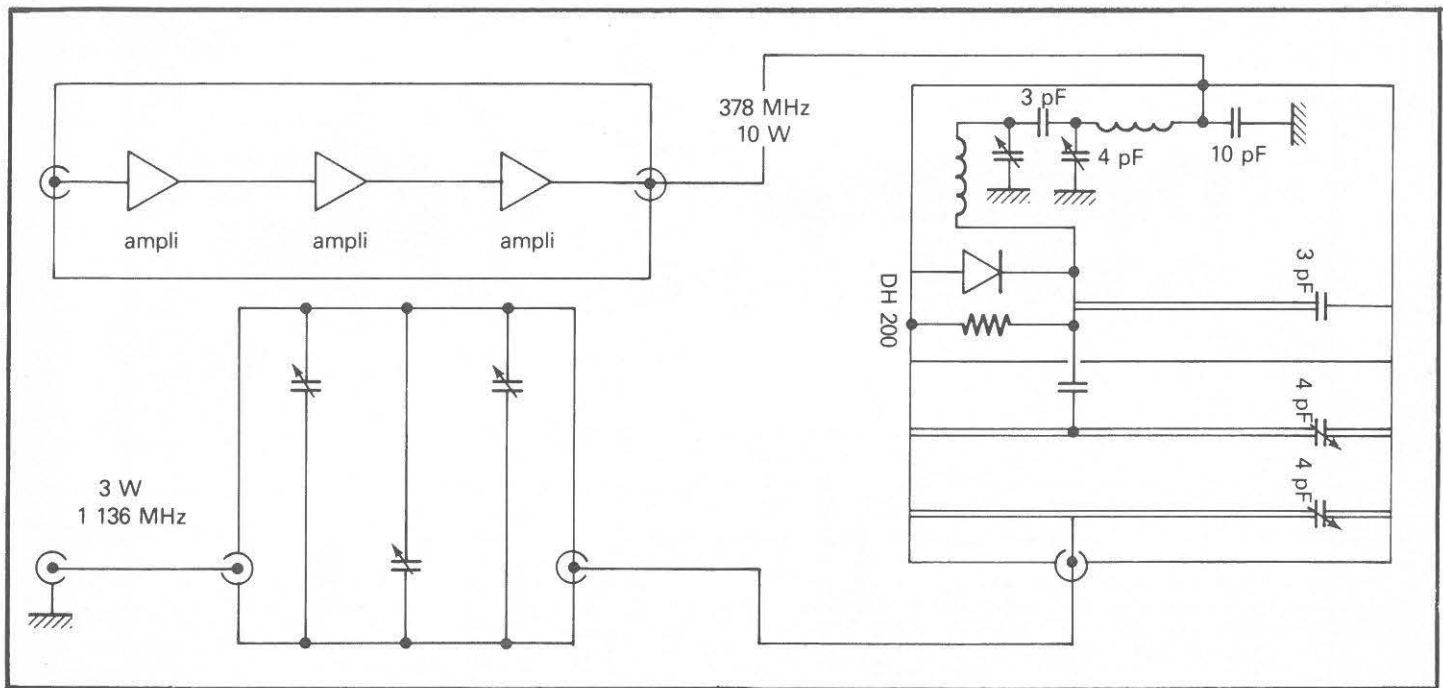 378 MHz
10 W
3 pF
4 pF
10 pF
ampli
ampli
ampli
DH 200
3 pF
4 pF
4 pF
3 W
1 136 MHz